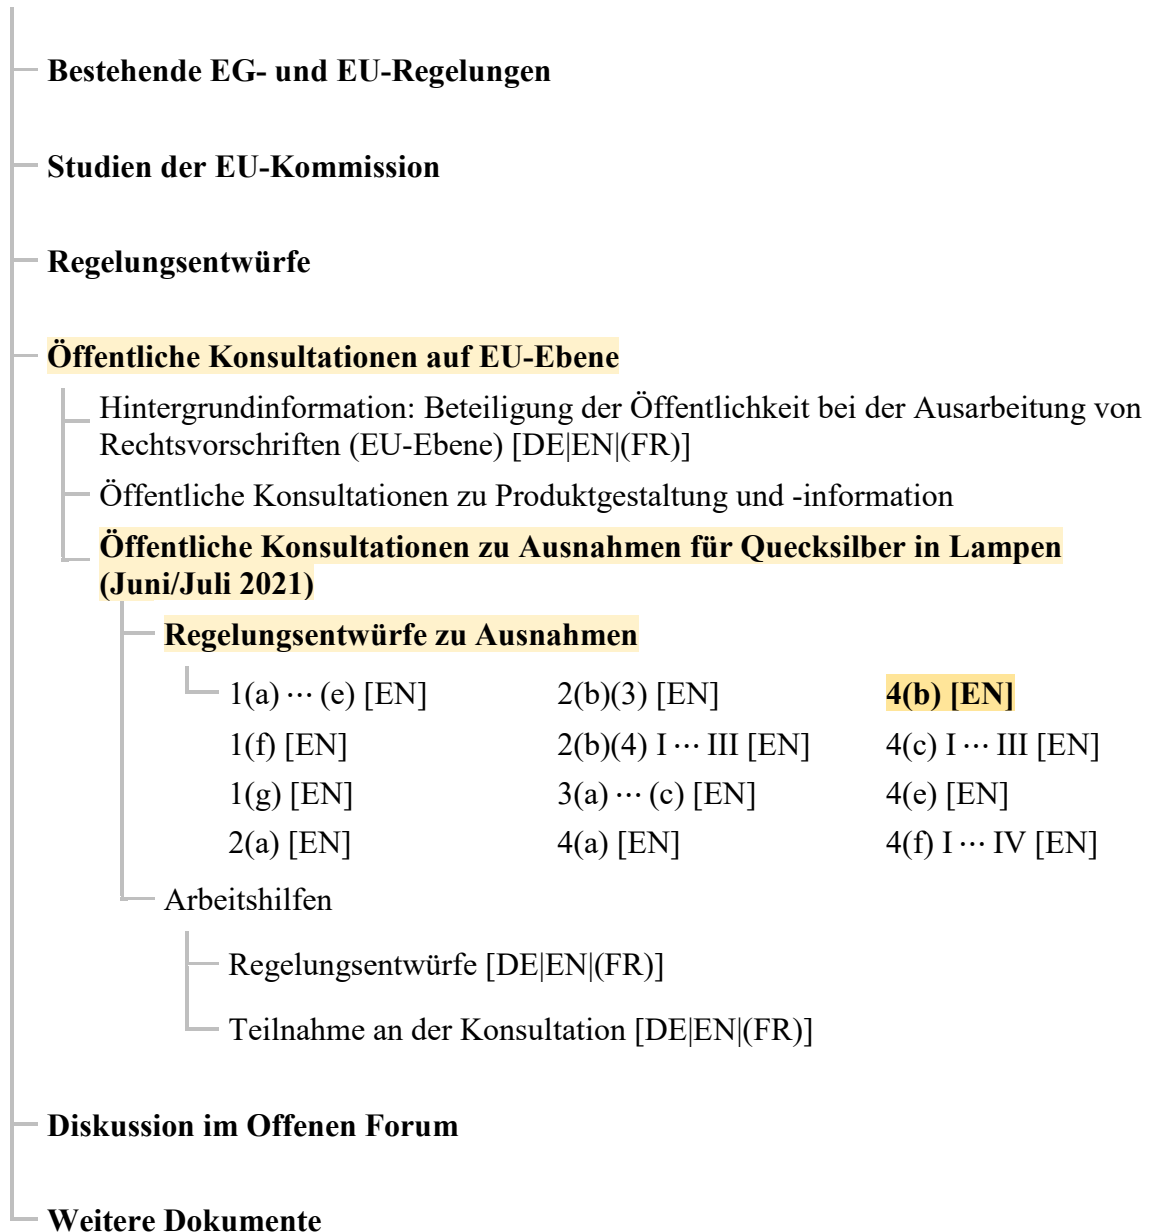 Bestehende EG- und EU-Regelungen
Studien der EU-Kommission
Regelungsentwürfe
Öffentliche Konsultationen auf EU-Ebene
Hintergrundinformation: Beteiligung der Öffentlichkeit bei der Ausarbeitung von
Rechtsvorschriften (EU-Ebene) [DE|EN|(FR)]
Öffentliche Konsultationen zu Produktgestaltung und -information
Öffentliche Konsultationen zu Ausnahmen für Quecksilber in Lampen
(Juni/Juli 2021)
Regelungsentwürfe zu Ausnahmen
1(a) ··· (e) [EN] 2(b)(3) [EN] 4(b) [EN]
1(f) [EN] 2(b)(4) I ··· III [EN] 4(c) I ··· III [EN]
1(g) [EN] 3(a) ··· (c) [EN] 4(e) [EN]
2(a) [EN] 4(a) [EN] 4(f) I ··· IV [EN]
Arbeitshilfen
Regelungsentwürfe [DE|EN|(FR)]
Teilnahme an der Konsultation [DE|EN|(FR)]
Diskussion im Offenen Forum
Weitere Dokumente